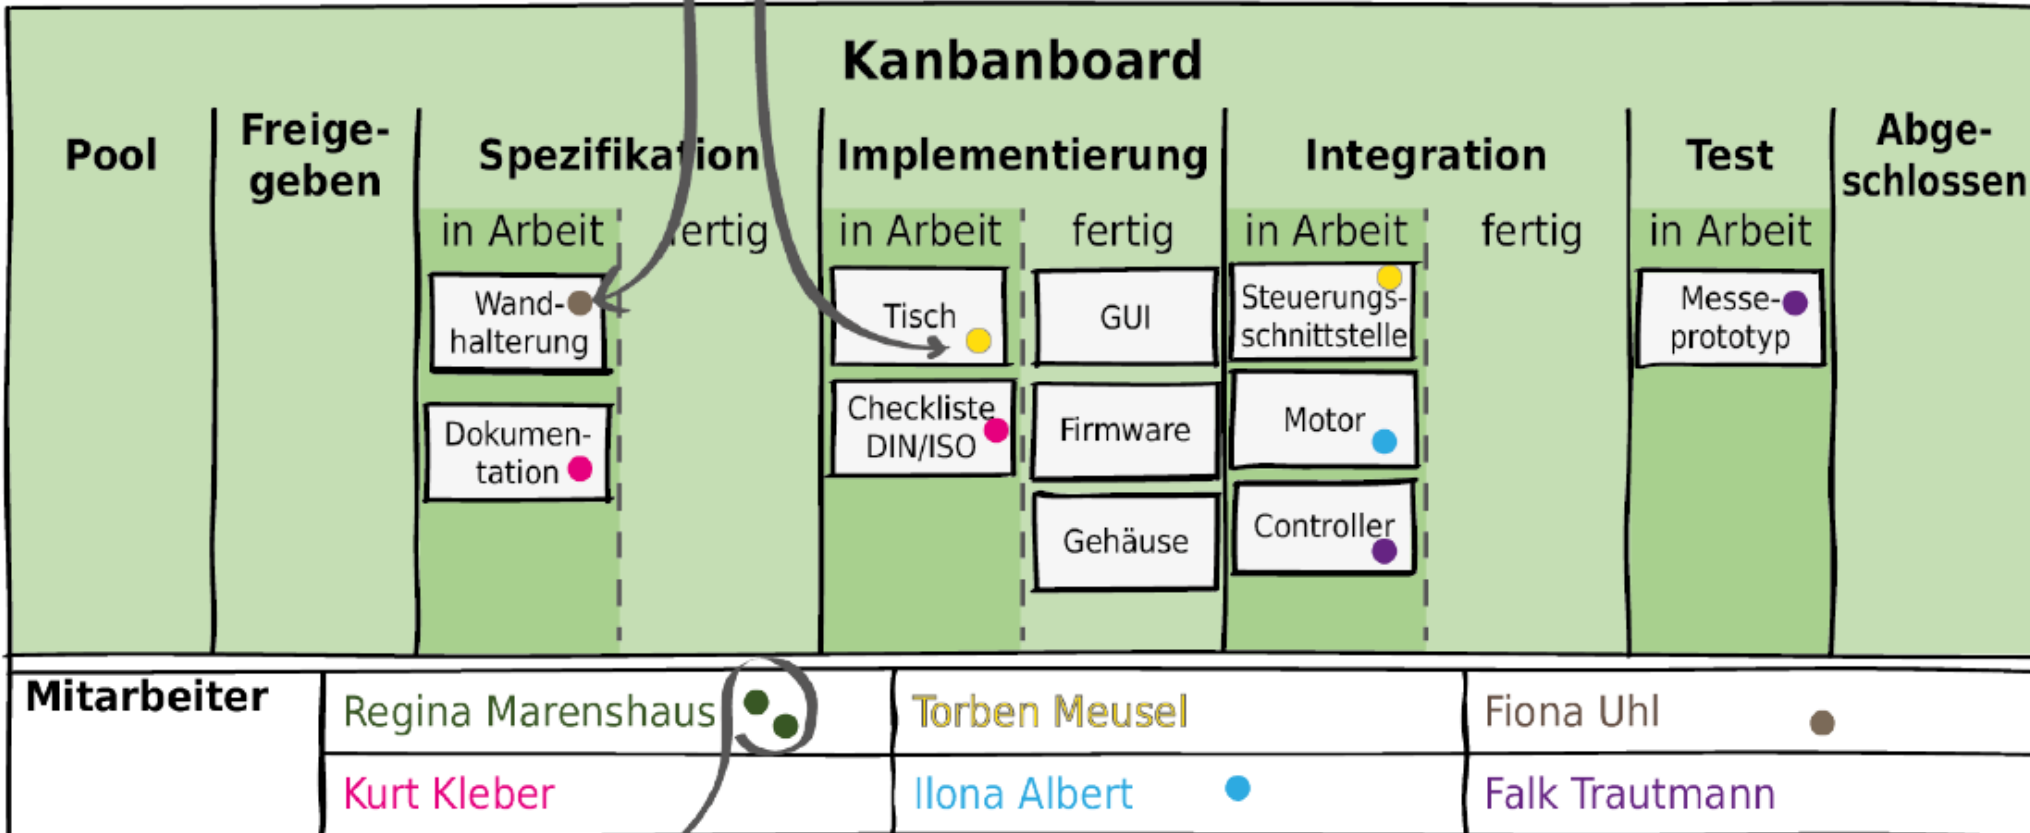 Kanbanboard
Pool
Freige-
geben
Spezifikation
Implementierung
Integration
Test
Abge-
schlossen
in Arbeit
fertig
in Arbeit
fertig
in Arbeit
fertig
in Arbeit
Wand-
halterung
Dokumen-
tation
Tisch
Checkliste
DIN/ISO
GUI
Firmware
Gehäuse
Steuerungs-
schnittstelle
Motor
Controller
Messe-
prototyp
Mitarbeiter
Regina Marenshaus
Torben Meusel
Fiona Uhl
Kurt Kleber
Ilona Albert
Falk Trautmann